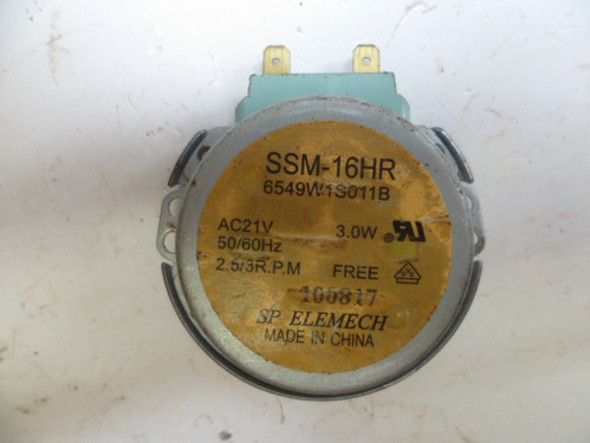 SSM-16HR
6549W1S011B
AC21V 3.0W ®
50/60Hz
2.5/3R.P.M FREE
100817
SP ELEMECH
MADE IN CHINA